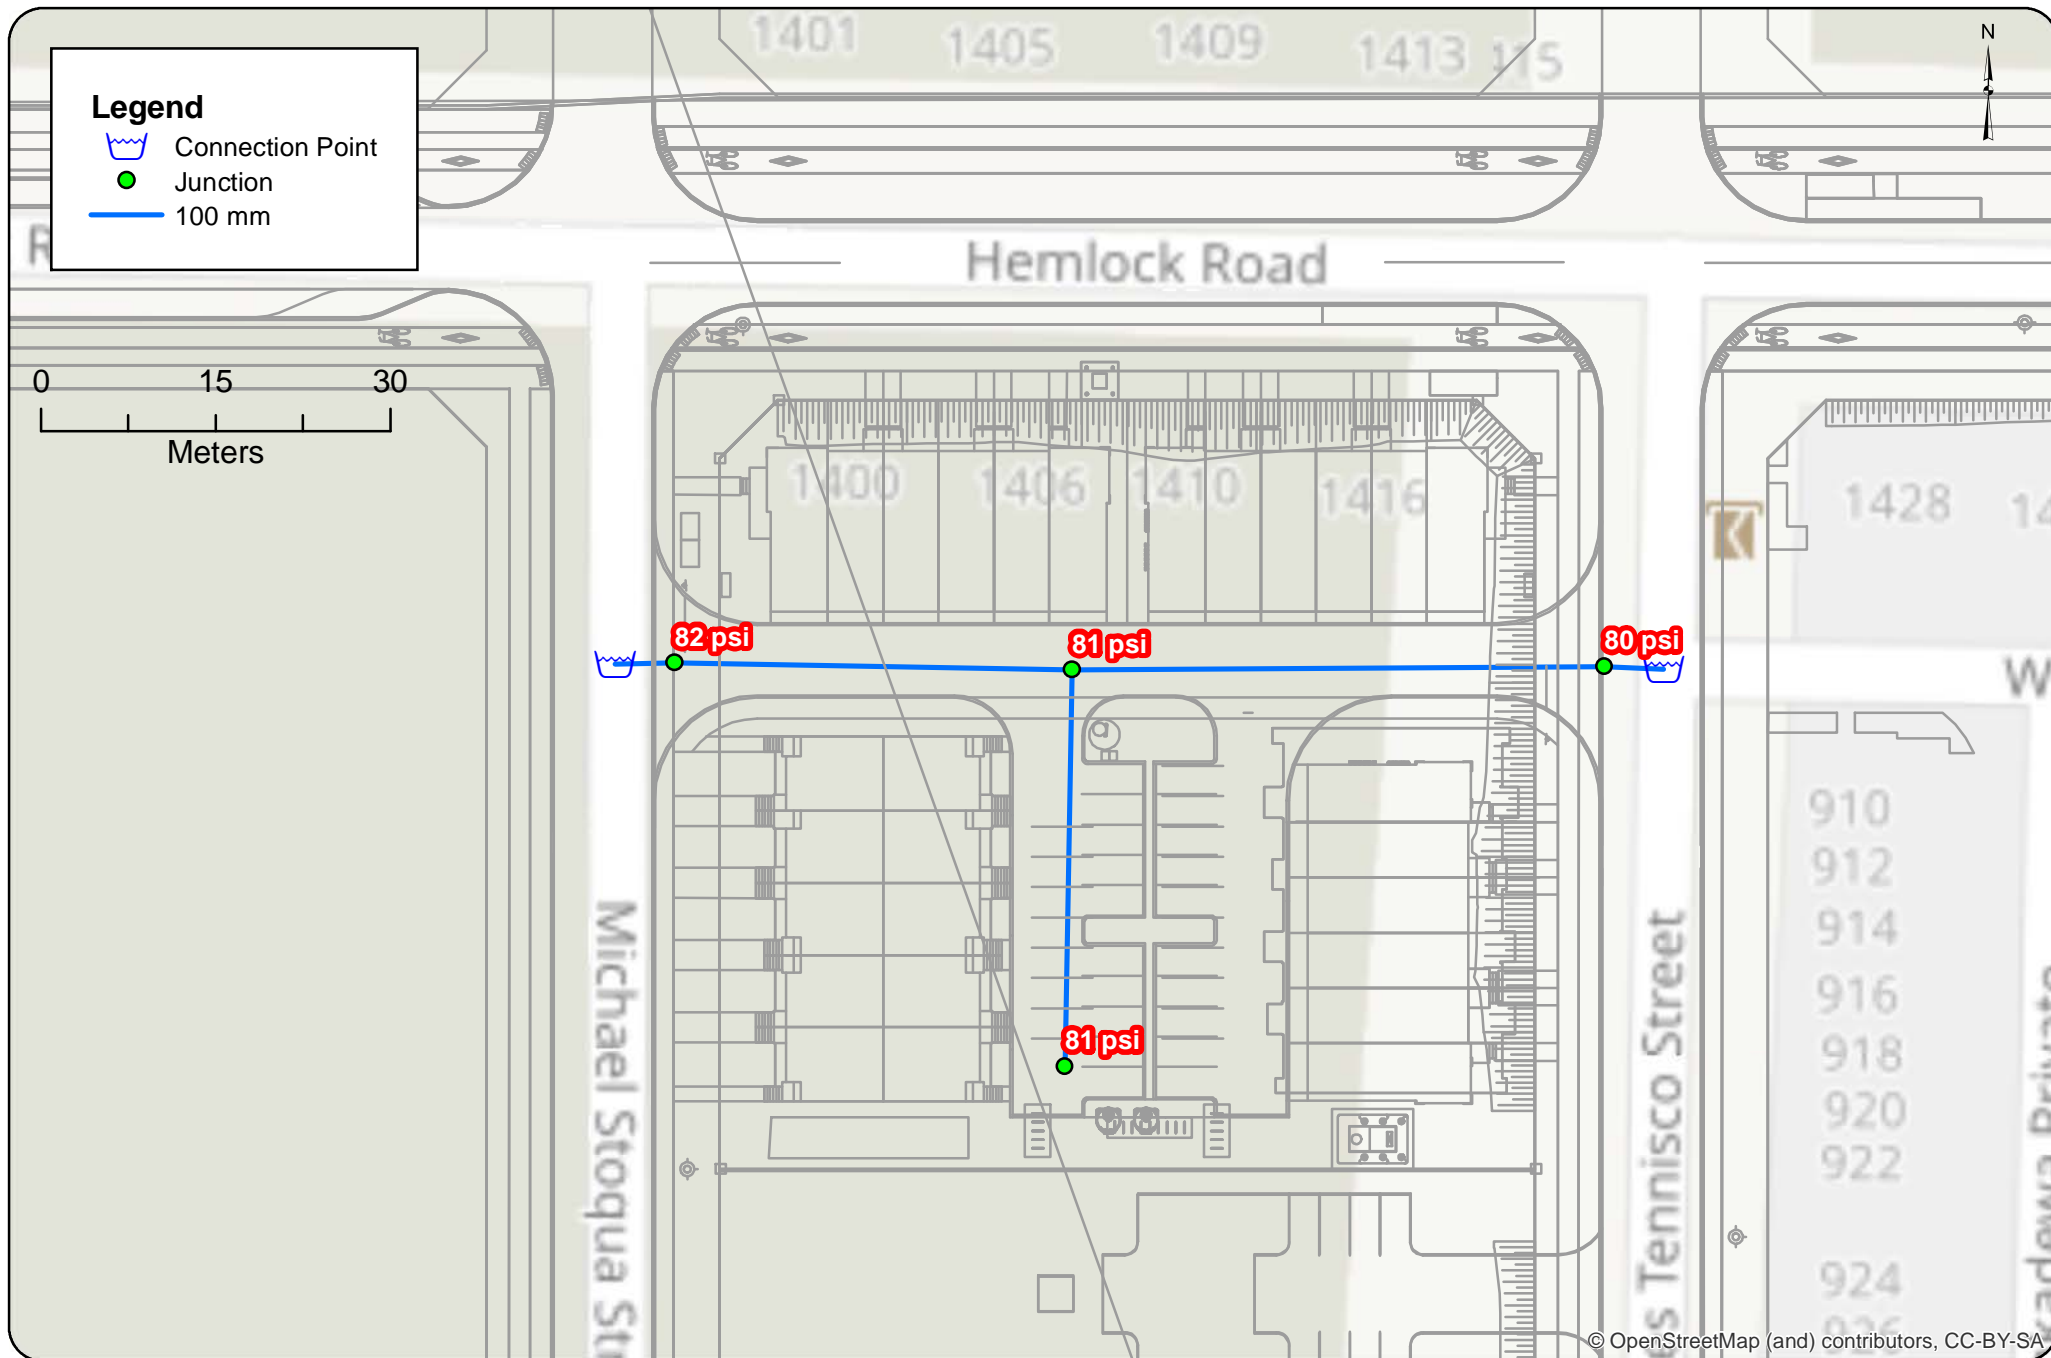 1401 1405 1409 1413
Legend
Connection Point
Junction
100 mm
N
Hemlock Road
0 15 30
Meters
1400 1406 1410 1416 1428
82 psi
81 psi
80 psi
81 psi
910
912
914
916
918
920
922
924
926
Michael Stoqua
Tennisco Street
Private
© OpenStreetMap (and) contributors, CC-BY-SA